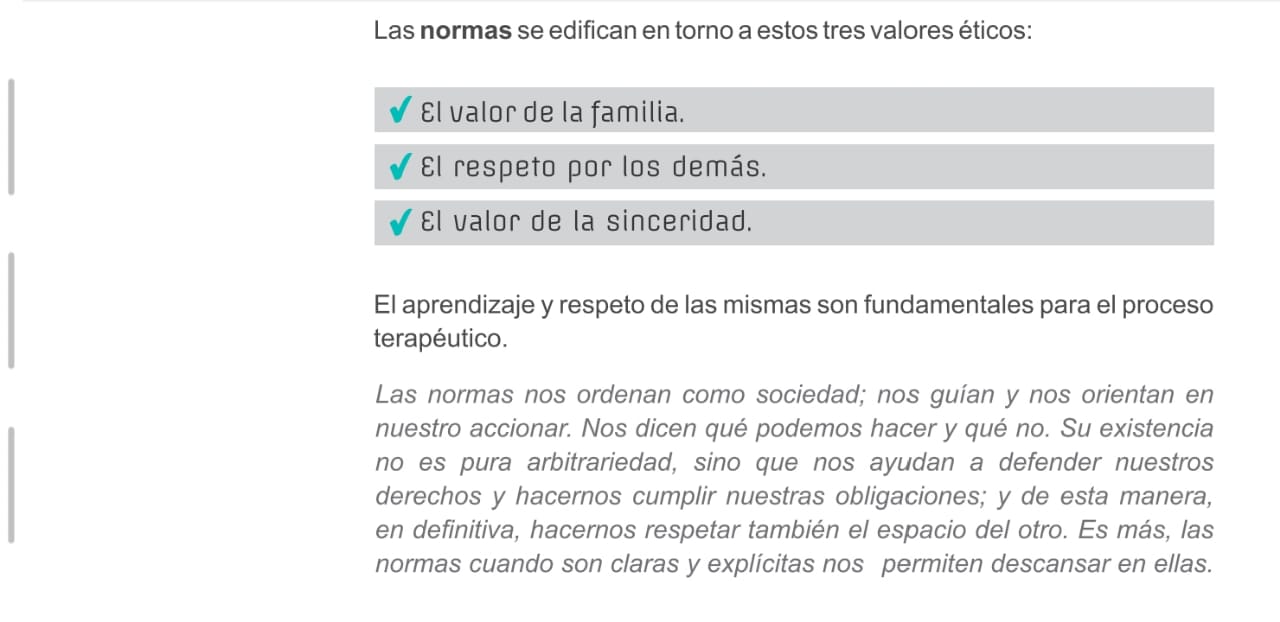 Las normas se edifican en torno a estos tres valores éticos:
✔ El valor de la familia.
✔ El respeto por los demás.
✔ El valor de la sinceridad.
El aprendizaje y respeto de las mismas son fundamentales para el proceso
terapéutico.
Las normas nos ordenan como sociedad; nos guían y nos orientan en
nuestro accionar. Nos dicen qué podemos hacer y qué no. Su existencia
no es pura arbitrariedad, sino que nos ayudan a defender nuestros
derechos y hacernos cumplir nuestras obligaciones; y de esta manera,
en definitiva, hacernos respetar también el espacio del otro. Es más, las
normas cuando son claras y explícitas nos permiten descansar en ellas.